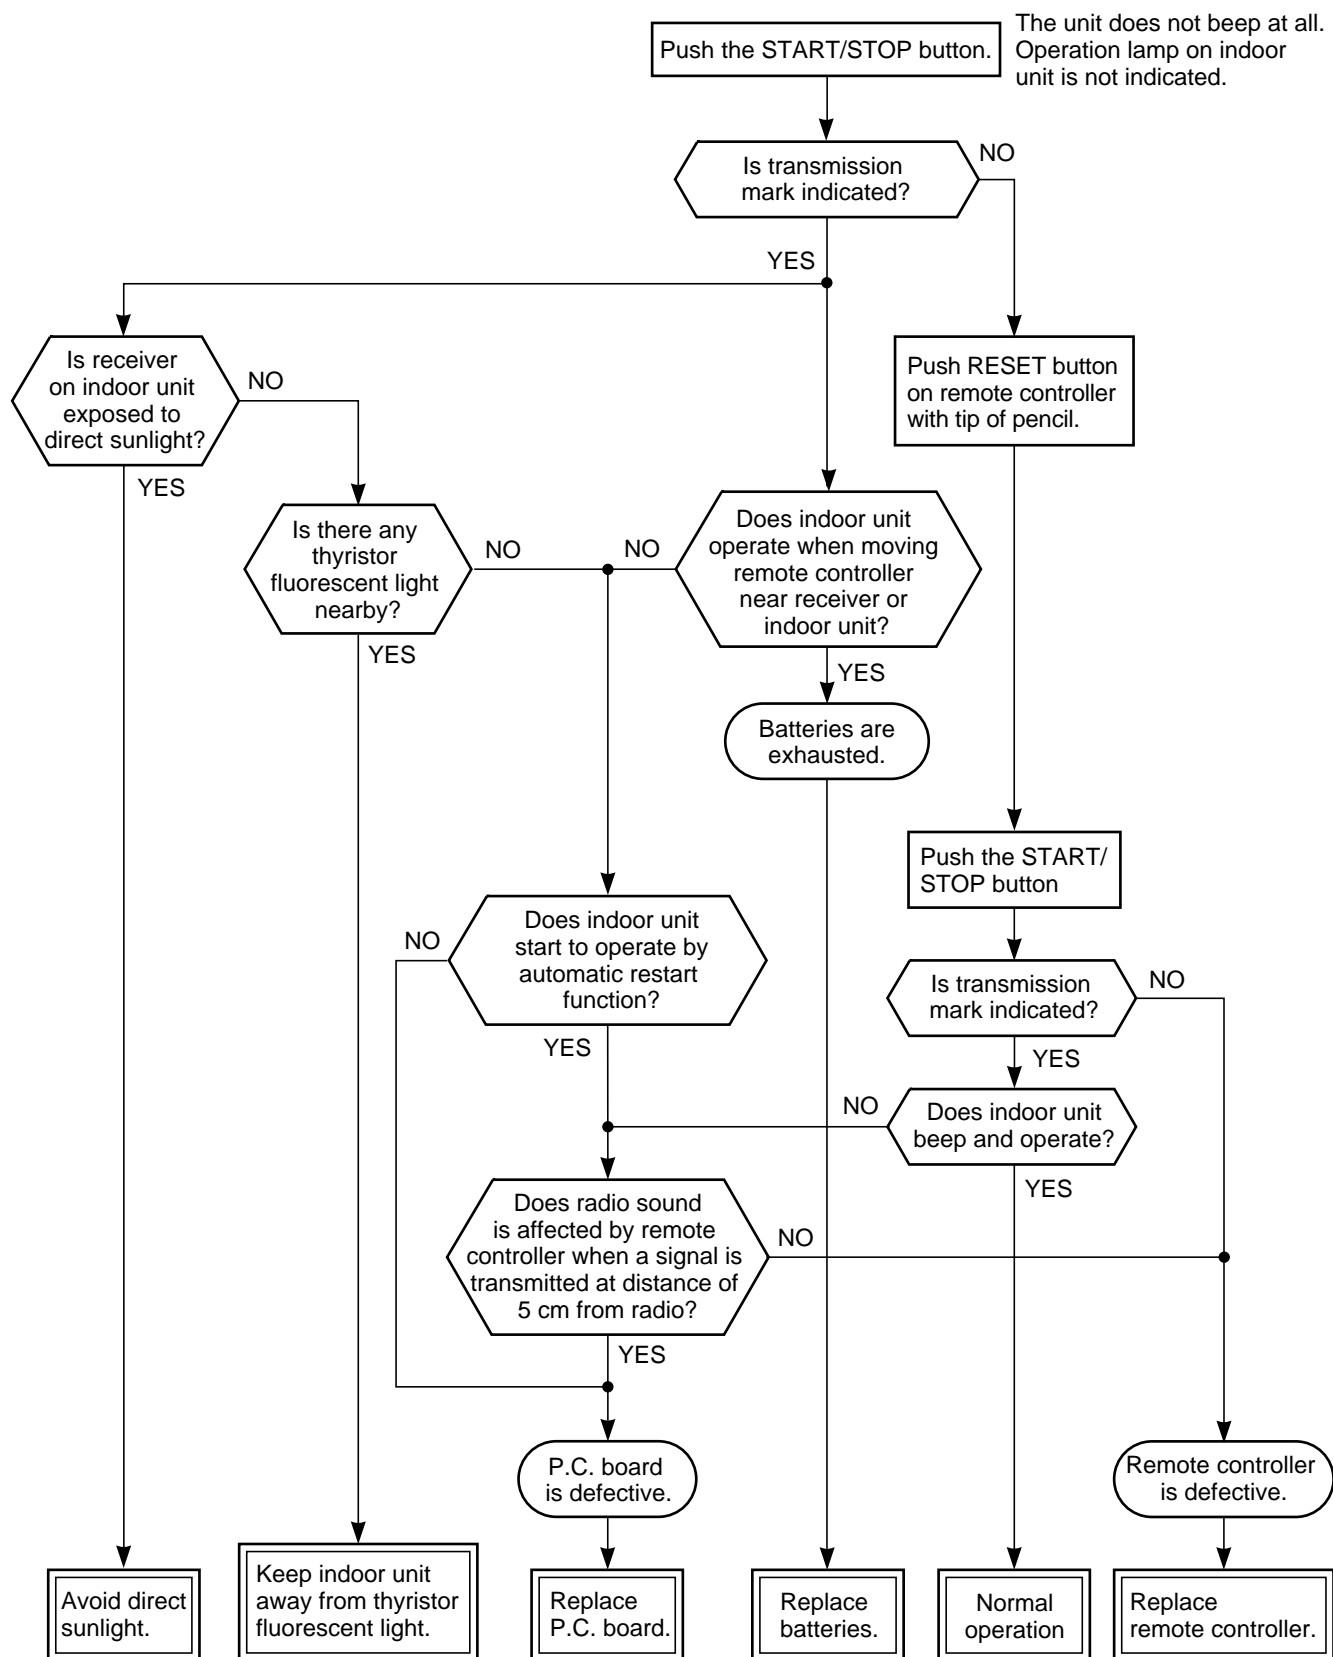 Push the START/STOP button.
The unit does not beep at all.
Operation lamp on indoor
unit is not indicated.
Is transmission
mark indicated?
NO
YES
Is receiver
on indoor unit
exposed to
direct sunlight?
NO
YES
Push RESET button
on remote controller
with tip of pencil.
Is there any
thyristor
fluorescent light
nearby?
NO
YES
NO
Does indoor unit
operate when moving
remote controller
near receiver or
indoor unit?
YES
Batteries are
exhausted.
Push the START/
STOP button
Does indoor unit
start to operate by
automatic restart
function?
NO
YES
Is transmission
mark indicated?
NO
YES
NO
Does indoor unit
beep and operate?
YES
Does radio sound
is affected by remote
controller when a signal is
transmitted at distance of
5 cm from radio?
NO
YES
P.C. board
is defective.
Remote controller
is defective.
Avoid direct
sunlight.
Keep indoor unit
away from thyristor
fluorescent light.
Replace
P.C. board.
Replace
batteries.
Normal
operation
Replace
remote controller.